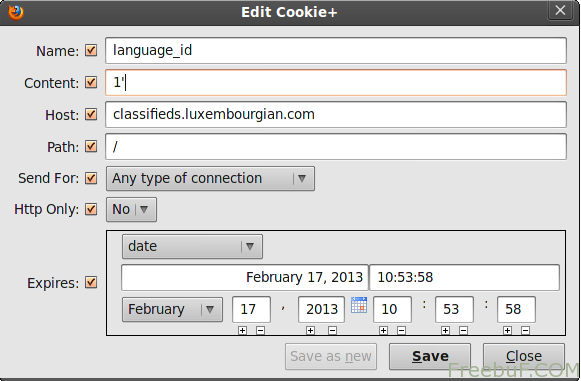 Edit Cookie+
Name: language_id
Content: 1'
Host: classifieds.luxembourgian.com
Path: /
Send For: Any type of connection
Http Only: No
date
Expires: February 17, 2013 10:53:58
February 17 , 2013 10 : 53 : 58
Save as new Save Close
FreebuF.COM